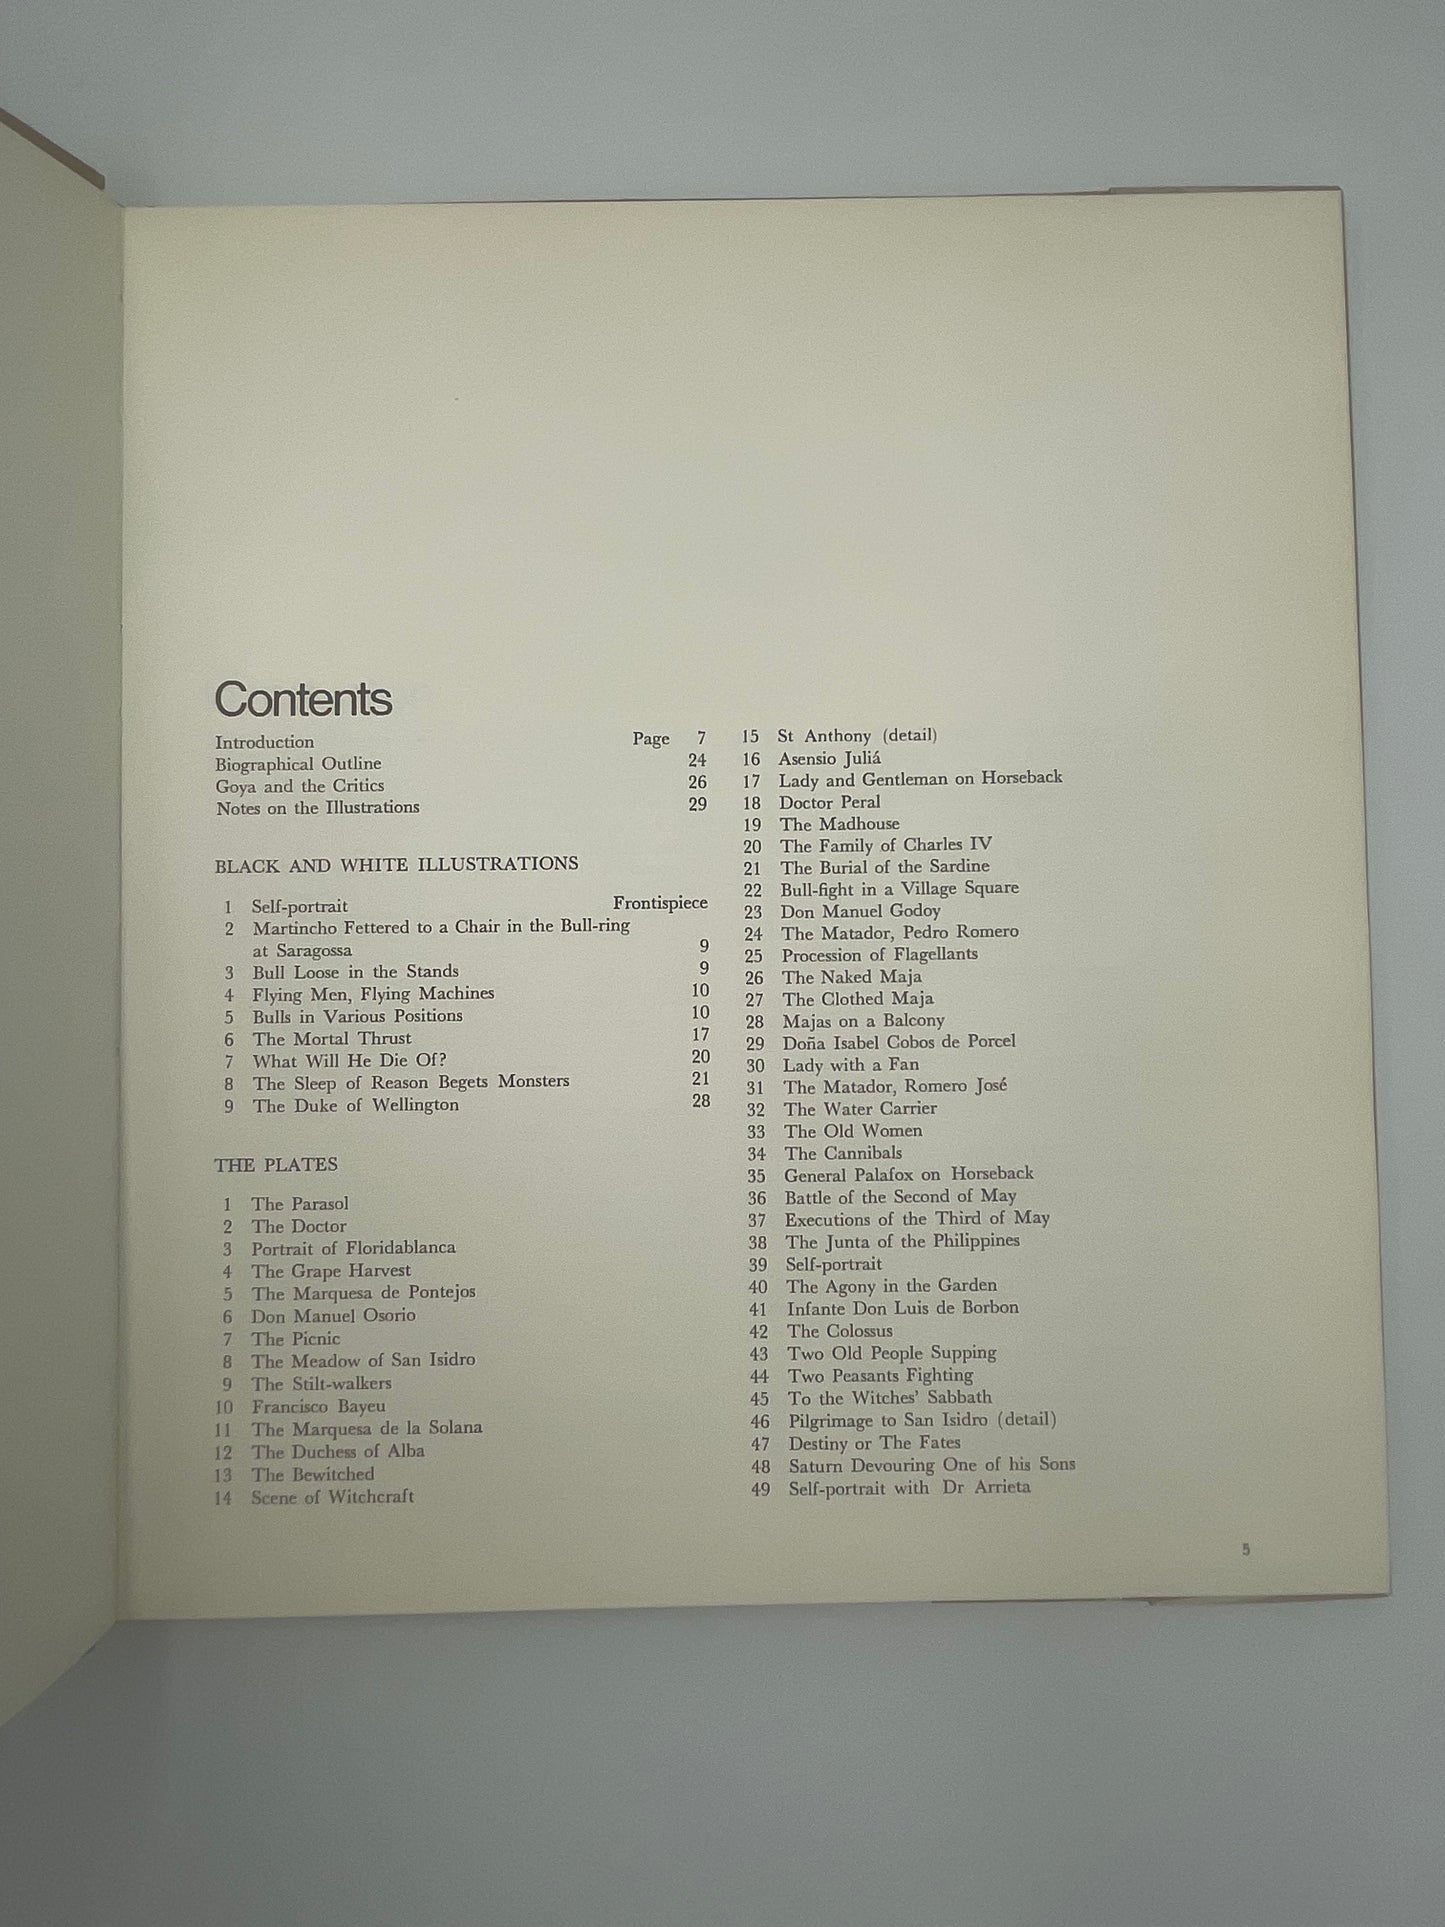 Contents
Introduction Page 7
Biographical Outline 24
Goya and the Critics 26
Notes on the Illustrations 29
BLACK AND WHITE ILLUSTRATIONS
1 Self-portrait Frontispiece
2 Martincho Fettered to a Chair in the Bull-ring
at Saragossa 9
3 Bull Loose in the Stands 9
4 Flying Men, Flying Machines 10
5 Bulls in Various Positions 10
6 The Mortal Thrust 17
7 What Will He Die Of? 20
8 The Sleep of Reason Begets Monsters 21
9 The Duke of Wellington 28
THE PLATES
1 The Parasol
2 The Doctor
3 Portrait of Floridablanca
4 The Grape Harvest
5 The Marquesa de Pontejos
6 Don Manuel Osorio
7 The Picnic
8 The Meadow of San Isidro
9 The Stilt-walkers
10 Francisco Bayeu
11 The Marquesa de la Solana
12 The Duchess of Alba
13 The Bewitched
14 Scene of Witchcraft
15 St Anthony (detail)
16 Asensio Juliá
17 Lady and Gentleman on Horseback
18 Doctor Peral
19 The Madhouse
20 The Family of Charles IV
21 The Burial of the Sardine
22 Bull-fight in a Village Square
23 Don Manuel Godoy
24 The Matador, Pedro Romero
25 Procession of Flagellants
26 The Naked Maja
27 The Clothed Maja
28 Majas on a Balcony
29 Doña Isabel Cobos de Porcel
30 Lady with a Fan
31 The Matador, Romero José
32 The Water Carrier
33 The Old Women
34 The Cannibals
35 General Palafox on Horseback
36 Battle of the Second of May
37 Executions of the Third of May
38 The Junta of the Philippines
39 Self-portrait
40 The Agony in the Garden
41 Infante Don Luis de Borbon
42 The Colossus
43 Two Old People Supping
44 Two Peasants Fighting
45 To the Witches' Sabbath
46 Pilgrimage to San Isidro (detail)
47 Destiny or The Fates
48 Saturn Devouring One of his Sons
49 Self-portrait with Dr Arrieta
5